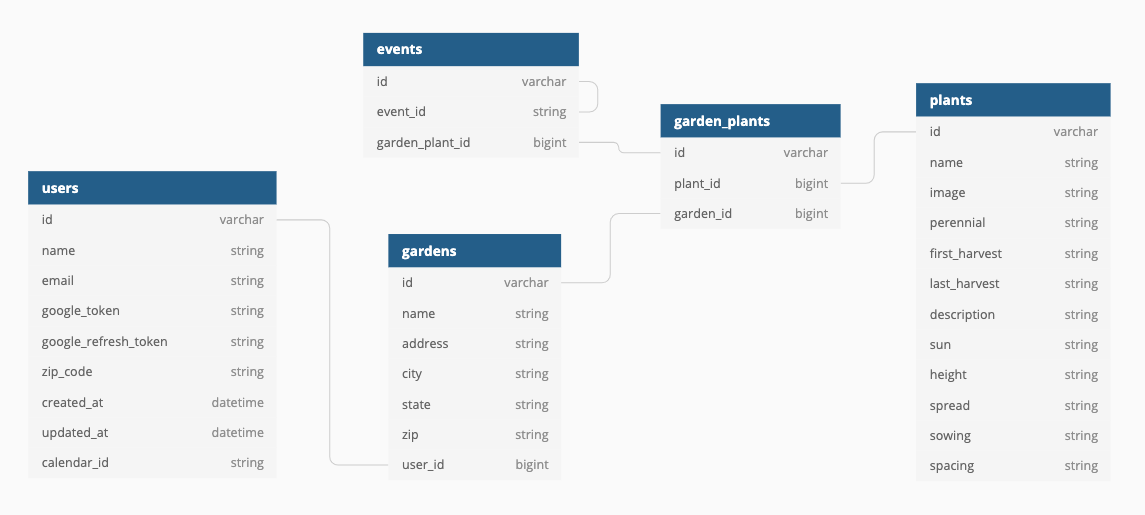 events
id varchar
event_id string
garden_plant_id bigint
garden_plants
id varchar
plant_id bigint
garden_id bigint
plants
id varchar
name string
image string
perennial string
first_harvest string
last_harvest string
description string
sun string
height string
spread string
sowing string
spacing string
users
id varchar
name string
email string
google_token string
google_refresh_token string
zip_code string
created_at datetime
updated_at datetime
calendar_id string
gardens
id varchar
name string
address string
city string
state string
zip string
user_id bigint